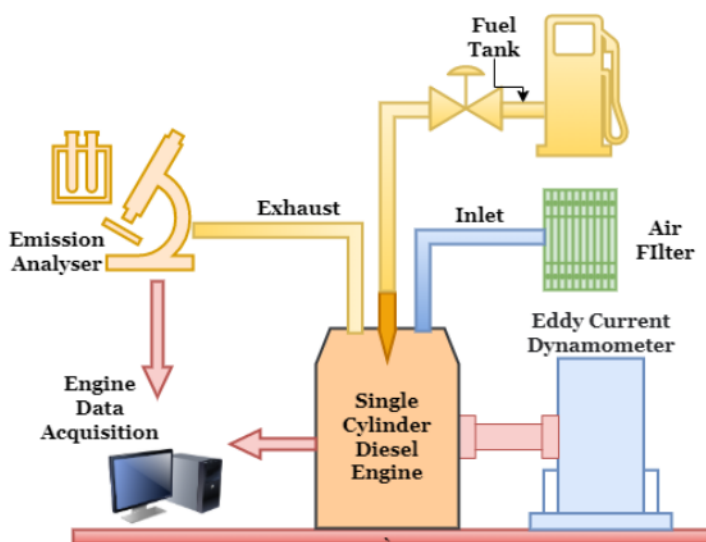 Fuel
Tank
Exhaust
Inlet
Emission
Analyser
Air
FIlter
Eddy Current
Dynamometer
Engine
Data
Acquisition
Single
Cylinder
Diesel
Engine